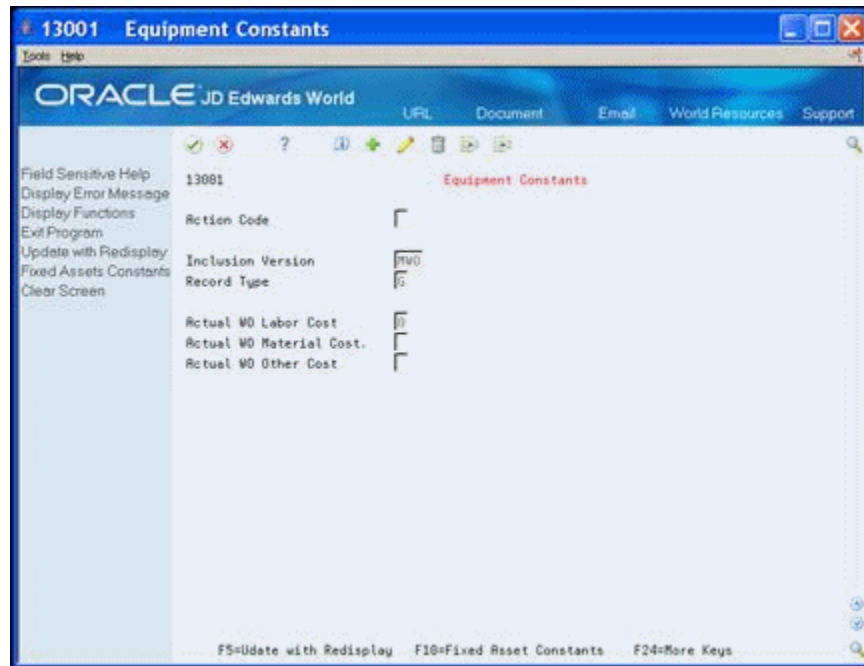 13001 Equipment Constants
Tools Help
ORACLE JD Edwards World
URL Document Email World Resources Support
Field Sensitive Help
Display Error Message
Display Functions
Exit Program
Update with Redisplay
Fixed Assets Constants
Clear Screen
13001 Equipment Constants
Action Code
Inclusion Version MWO
Record Type G
Actual WO Labor Cost 0
Actual WO Material Cost.
Actual WO Other Cost
F5=Udate with Redisplay F10=Fixed Asset Constants F24=More Keys